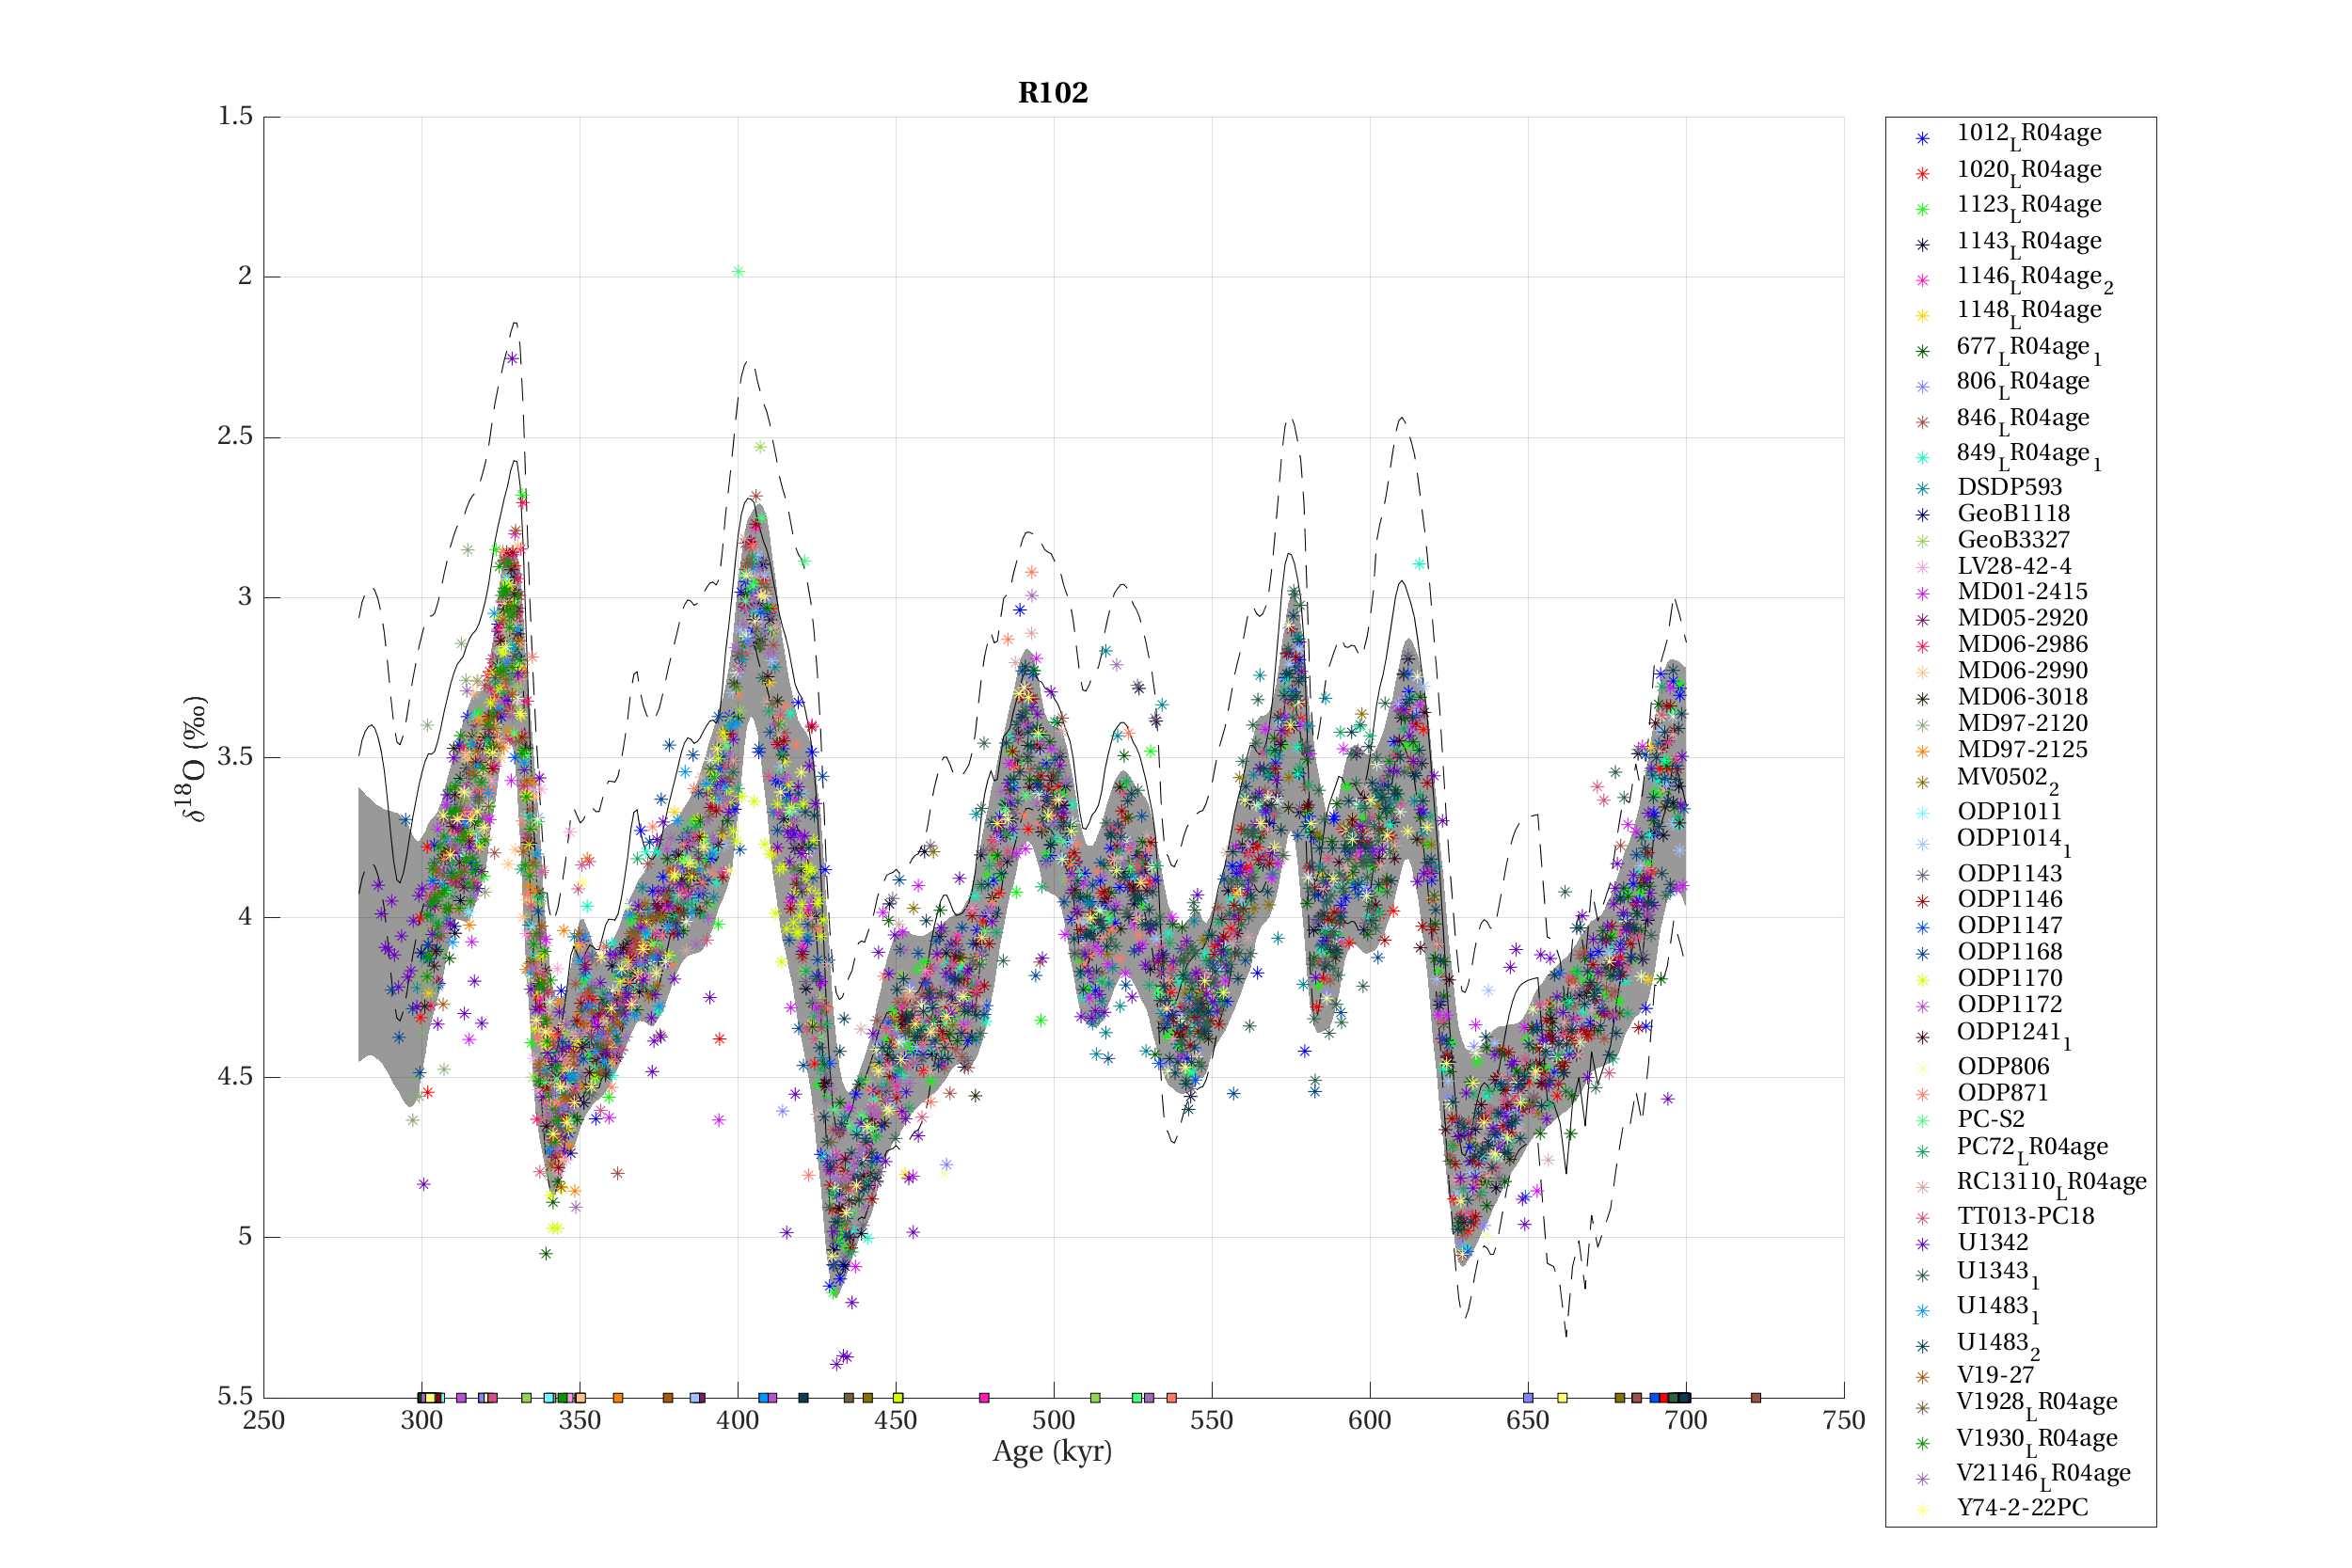 R102
1.5
2
2.5
3
3.5
4
4.5
5
5.5
δ18O (‰)
250 300 350 400 450 500 550 600 650 700 750
Age (kyr)
1012LR04age
1020LR04age
1123LR04age
1143LR04age
1146LR04age2
1148LR04age
677LR04age1
806LR04age
846LR04age
849LR04age1
DSDP593
GeoB1118
GeoB3327
LV28-42-4
MD01-2415
MD05-2920
MD06-2986
MD06-2990
MD06-3018
MD97-2120
MD97-2125
MV05022
ODP1011
ODP10141
ODP1143
ODP1146
ODP1147
ODP1168
ODP1170
ODP1172
ODP12411
ODP806
ODP871
PC-S2
PC72LR04age
RC13110LR04age
TT013-PC18
U1342
U13431
U14831
U14832
V19-27
V1928LR04age
V1930LR04age
V21146LR04age
Y74-2-22PC